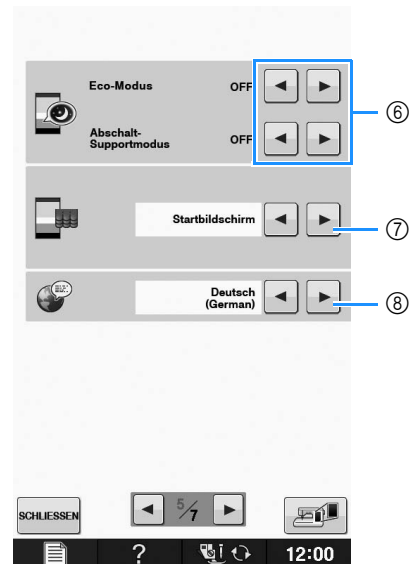 Eco-Modus OFF
⑥
Abschalt-
Supportmodus OFF
Startbildschirm
⑦
Deutsch
(German)
⑧
SCHLIESSEN
5/7
?
12:00